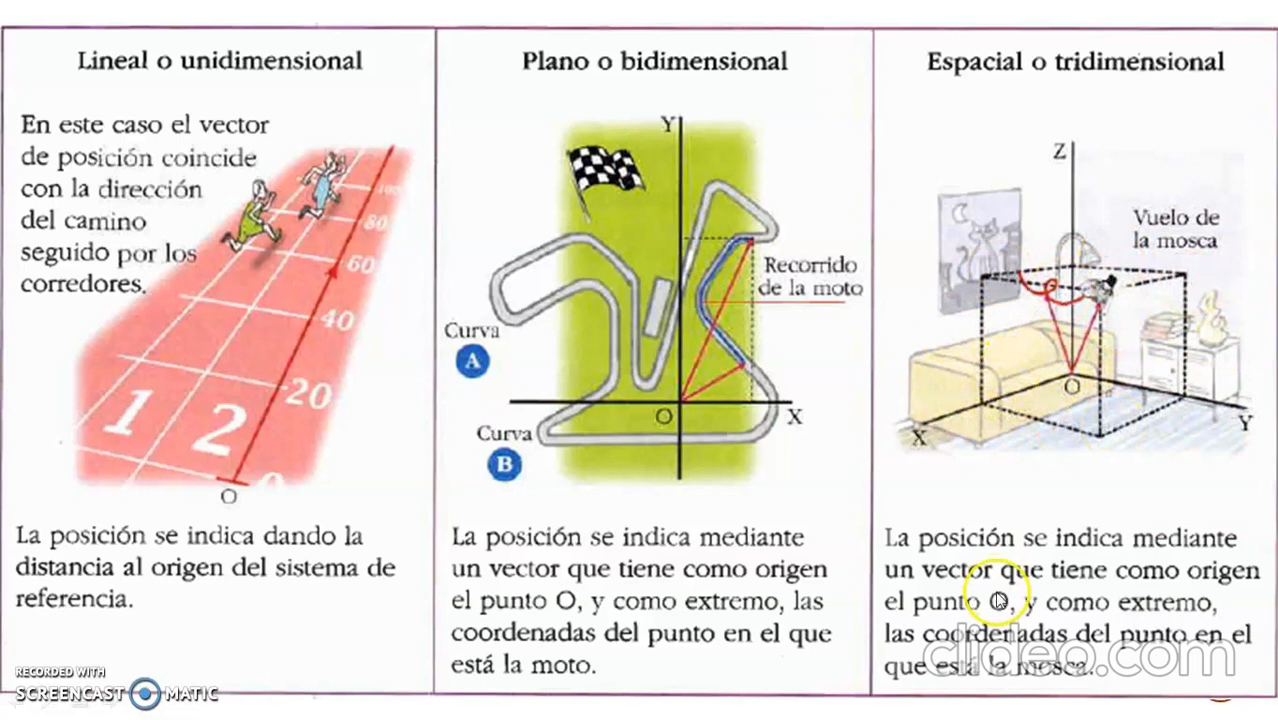 Lineal o unidimensional
En este caso el vector
de posición coincide
con la dirección
del camino
seguido por los
corredores.
100
80
60
40
20
1 2
0
O
La posición se indica dando la
distancia al origen del sistema de
referencia.
Plano o bidimensional
Y
Recorrido
de la moto
Curva
A
O
X
Curva
B
La posición se indica mediante
un vector que tiene como origen
el punto O, y como extremo, las
coordenadas del punto en el que
está la moto.
Espacial o tridimensional
Z
Vuelo de
la mosca
O
X
Y
La posición se indica mediante
un vector que tiene como origen
el punto O, y como extremo,
las coordenadas del punto en el
que está la mosca.
clideo.com
RECORDED WITH
SCREENCAST MATIC